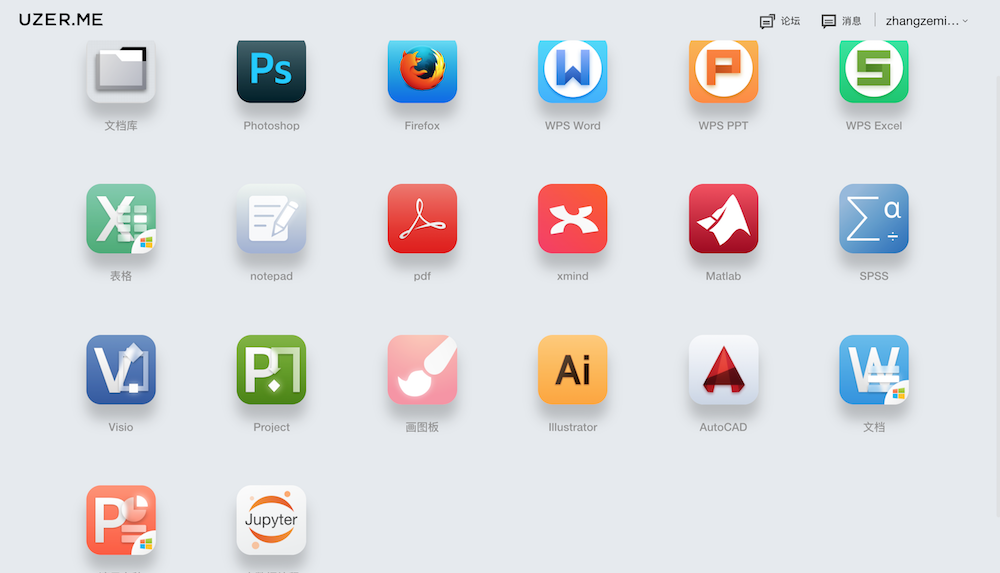 UZER.ME
论坛
消息
zhangzemi...
Ps
文档库
Photoshop
Firefox
WPS Word
WPS PPT
WPS Excel
表格
notepad
pdf
xmind
Matlab
SPSS
Visio
Project
画图板
Ai
Illustrator
AutoCAD
文档
Jupyter